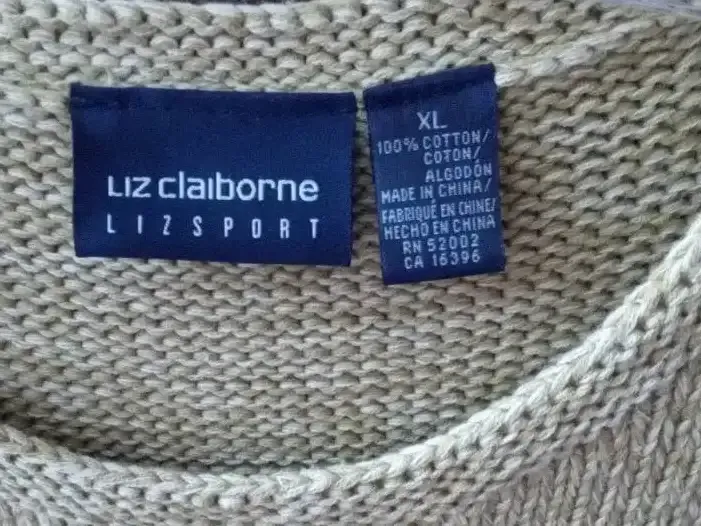 Liz claiborne
LIZSPORT
XL
100% COTTON/
COTON/
ALGODÓN
MADE IN CHINA/
FABRIQUÉ EN CHINE/
HECHO EN CHINA
RN 52002
CA 16396